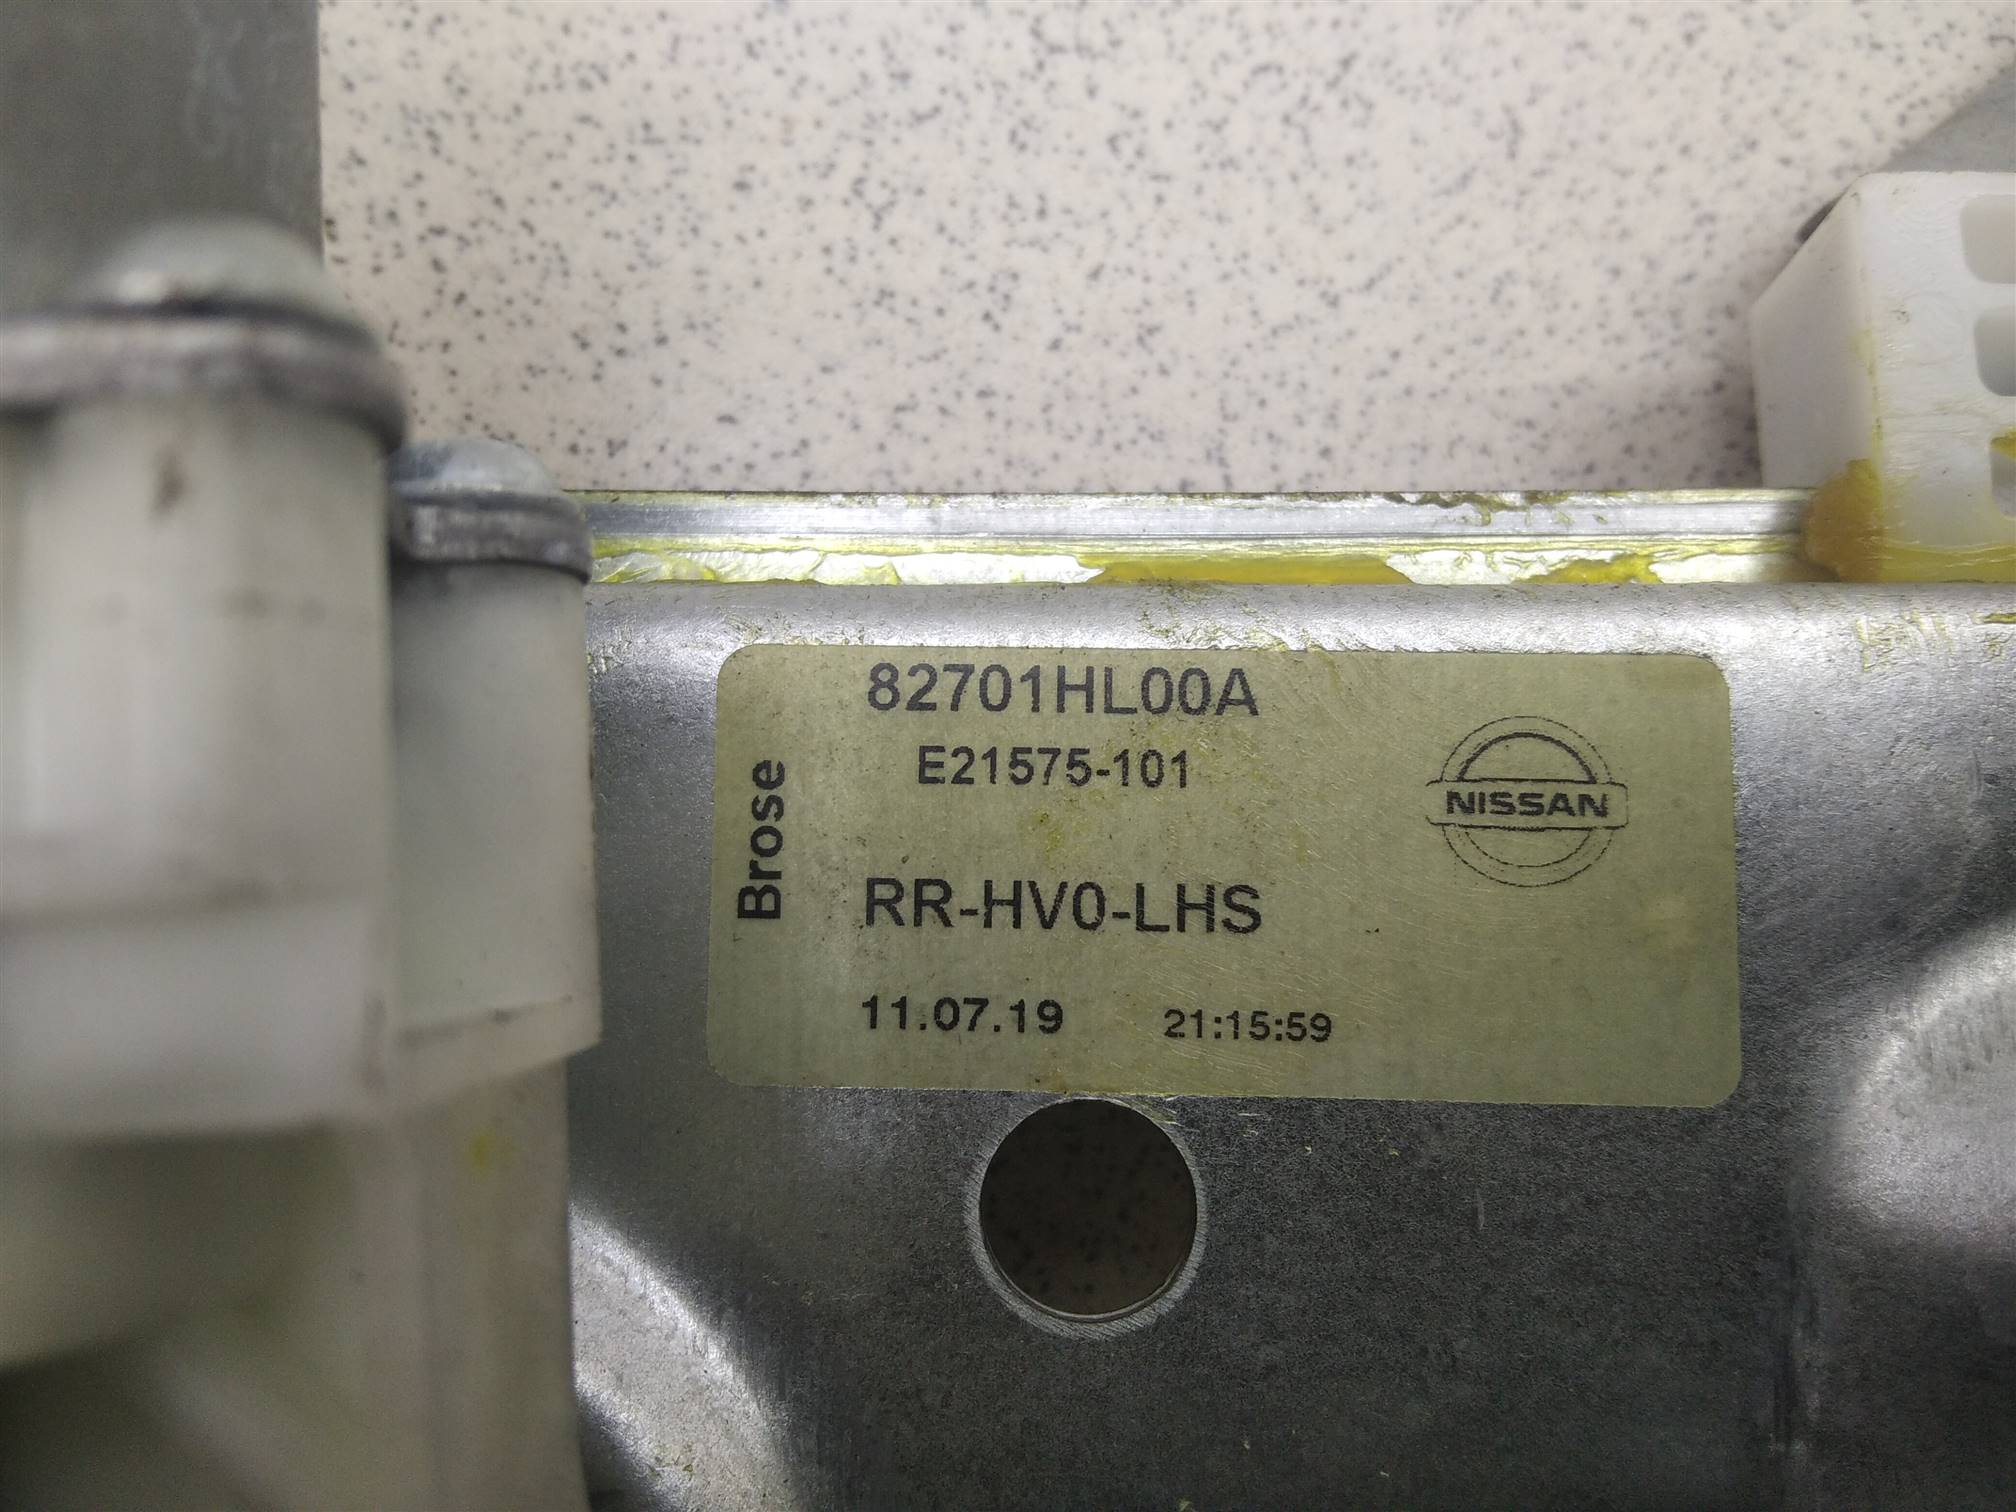 82701HL00A
E21575-101
Brose
NISSAN
RR-HV0-LHS
11.07.19 21:15:59